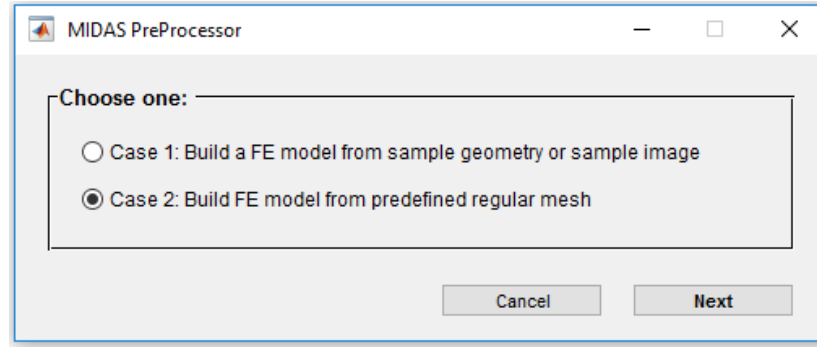 MIDAS PreProcessor
Choose one:
Case 1: Build a FE model from sample geometry or sample image
Case 2: Build FE model from predefined regular mesh
Cancel
Next